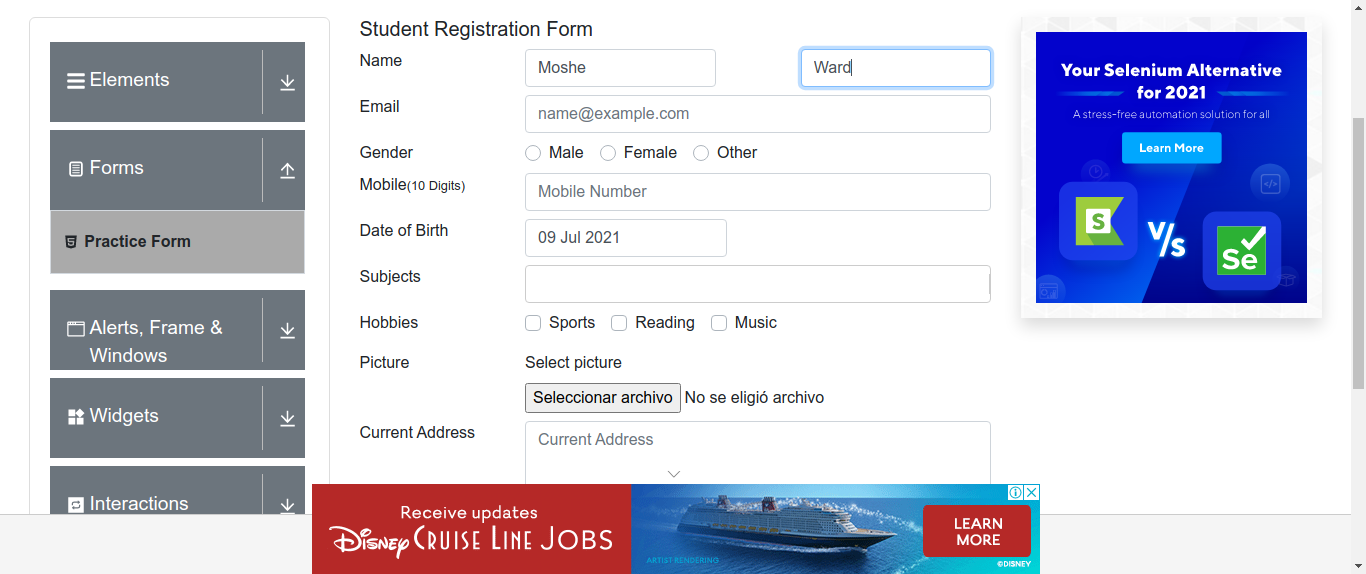 Elements
Forms
Practice Form
Alerts, Frame &
Windows
Widgets
Interactions
Student Registration Form
Name
Moshe
Ward
Email
name@example.com
Gender
Male
Female
Other
Mobile(10 Digits)
Mobile Number
Date of Birth
09 Jul 2021
Subjects
Hobbies
Sports
Reading
Music
Picture
Select picture
Seleccionar archivo
No se eligió archivo
Current Address
Current Address
Your Selenium Alternative
for 2021
A stress-free automation solution for all
Learn More
S
V/S
Se
Receive updates
Disney CRUISE LINE JOBS
ARTIST RENDERING
LEARN
MORE
©DISNEY